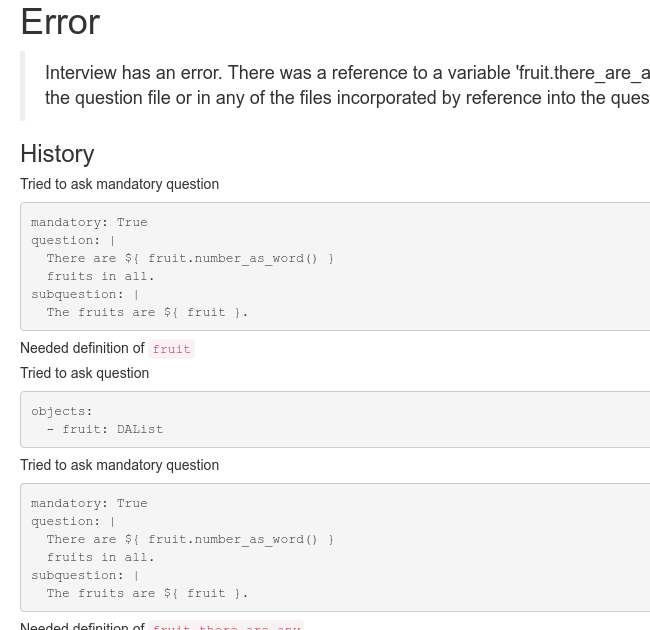 Error
Interview has an error. There was a reference to a variable 'fruit.there_are_a
the question file or in any of the files incorporated by reference into the ques
History
Tried to ask mandatory question
mandatory: True
question: |
  There are ${ fruit.number_as_word() }
  fruits in all.
subquestion: |
  The fruits are ${ fruit }.
Needed definition of fruit
Tried to ask question
objects:
  - fruit: DAList
Tried to ask mandatory question
mandatory: True
question: |
  There are ${ fruit.number_as_word() }
  fruits in all.
subquestion: |
  The fruits are ${ fruit }.
Needed definition of fruit.there_are_any